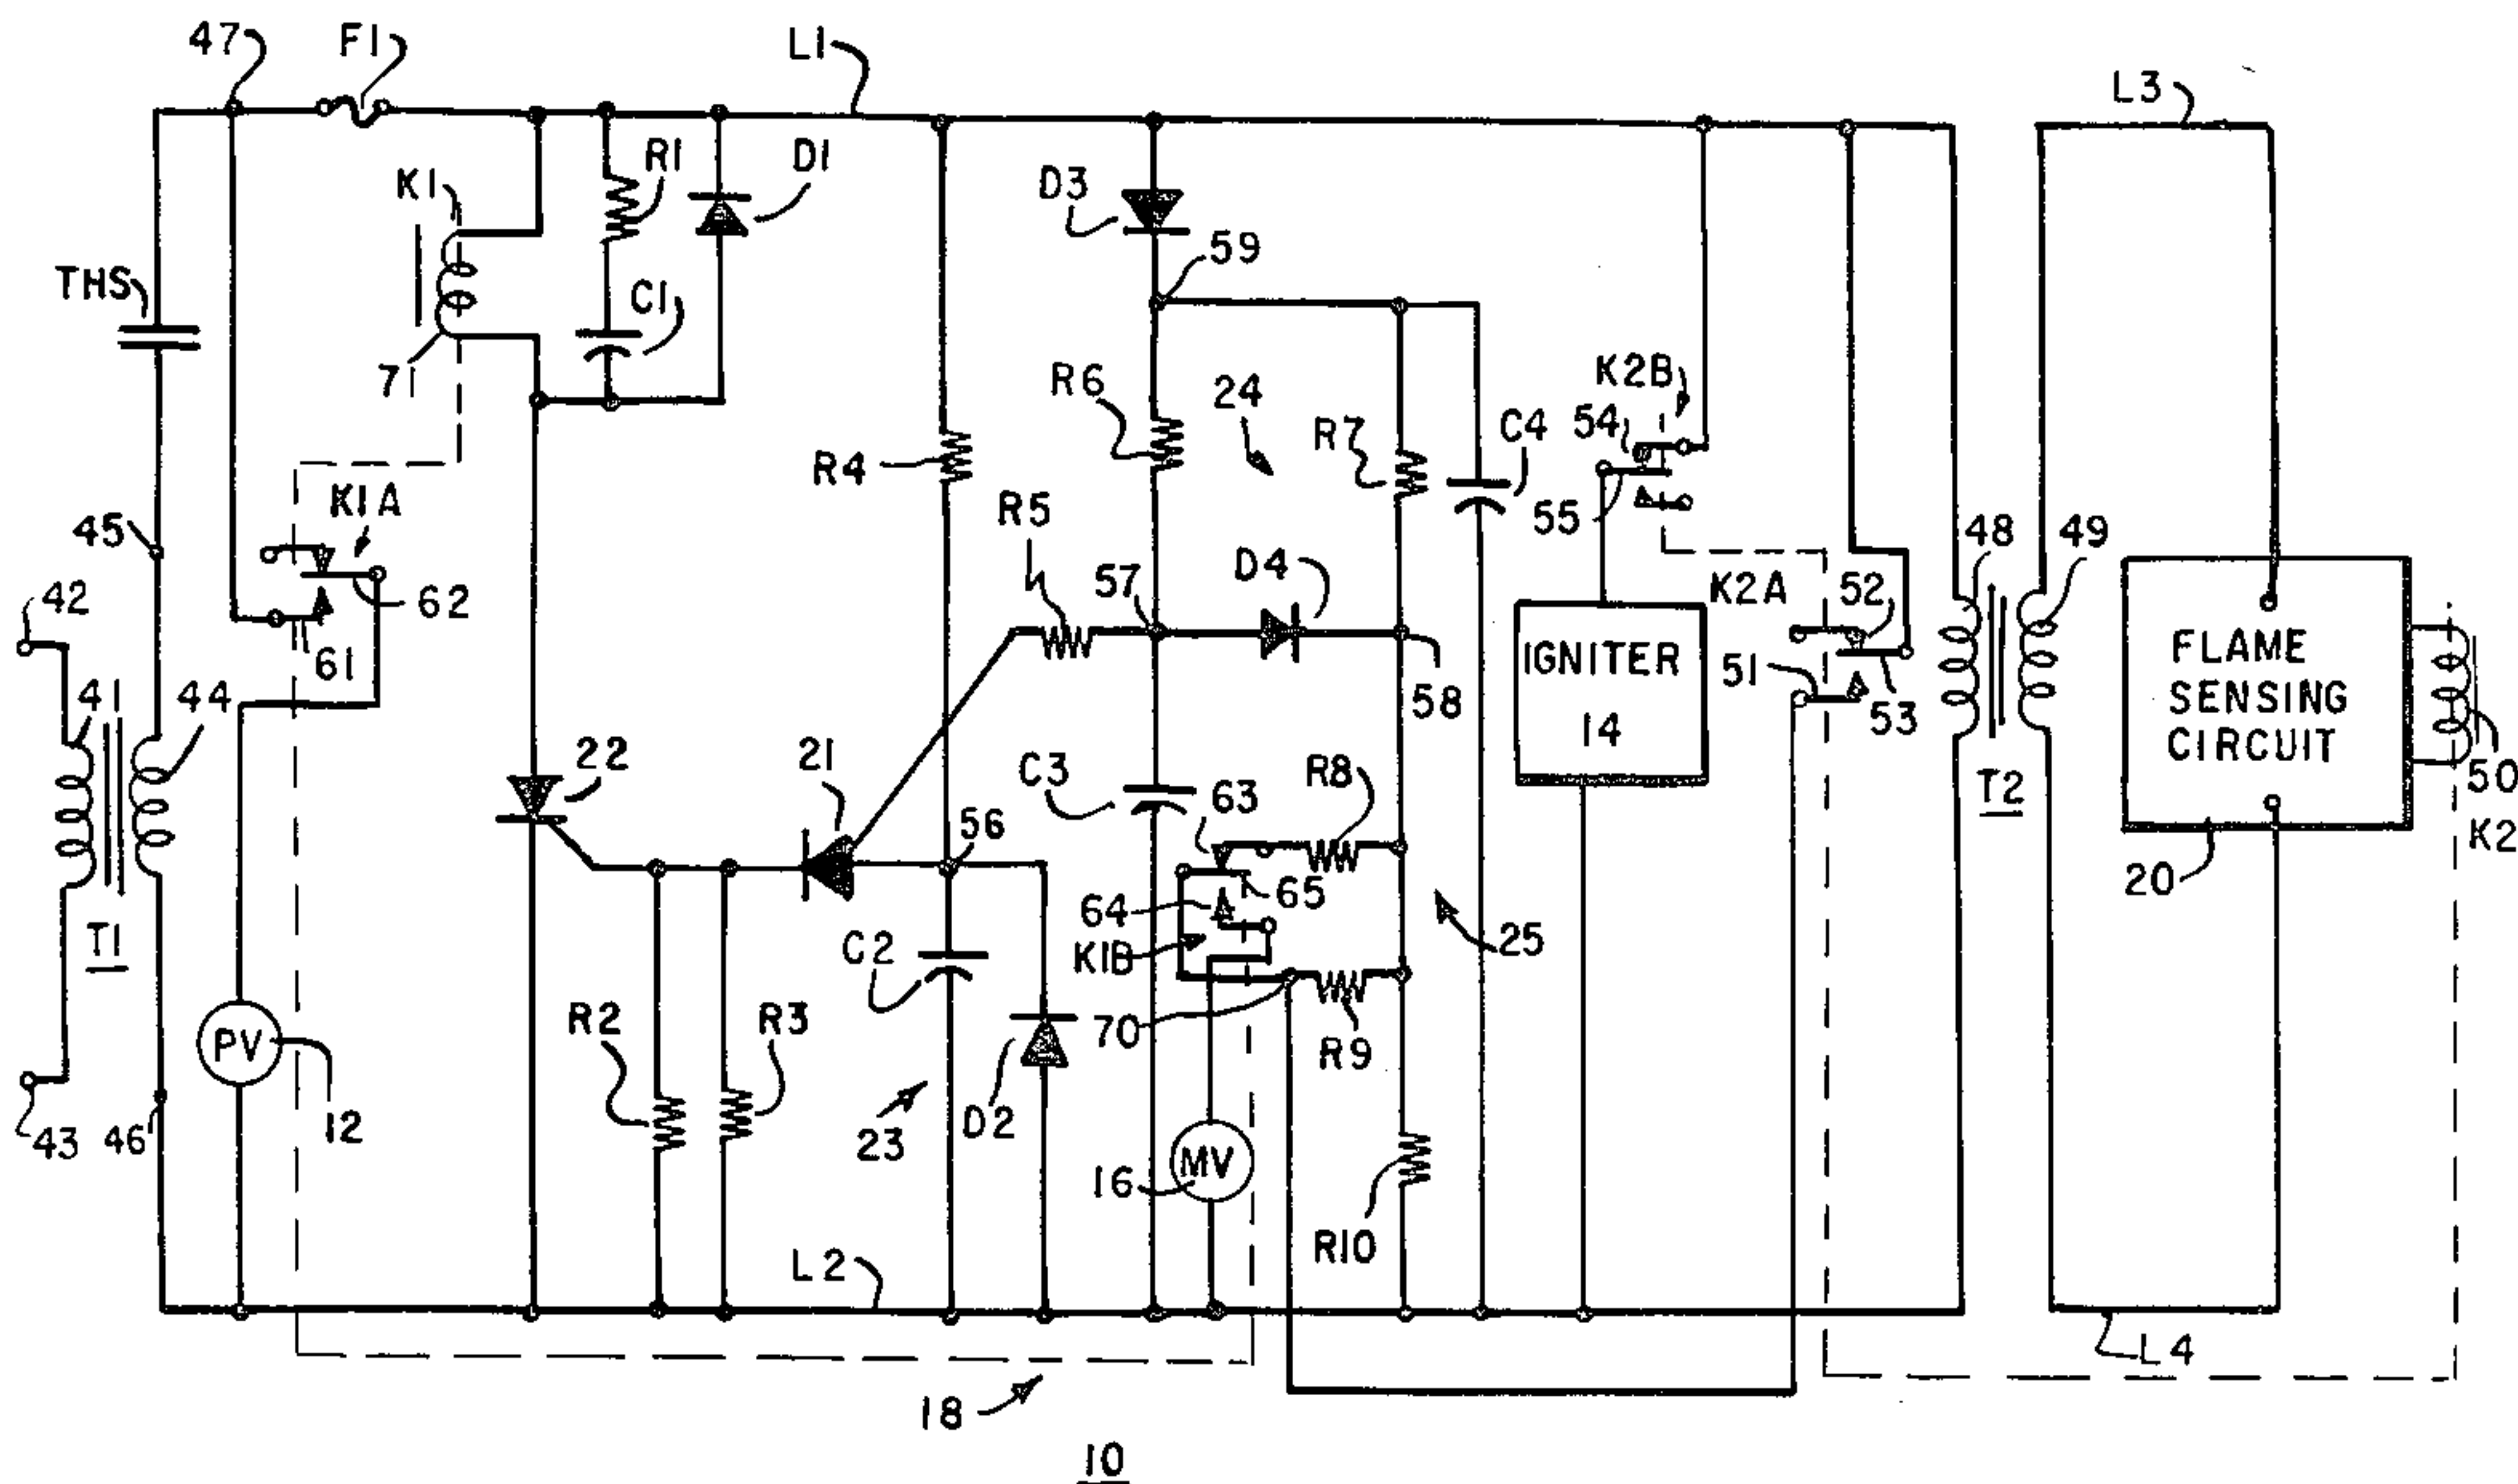 47
F1
L1
L3
K1
R1
D1
D3
59
THS
C1
71
R6
24
K2B
54
C4
R7
R4
K1A
R5
55
45
57
D4
48
49
42
62
K2A
52
IGNITER
14
FLAME
SENSING
CIRCUIT
61
51
53
58
41
44
22
21
C3
63
R8
T2
50
K2
56
20
65
64
25
T1
C2
K1B
R2
R3
70
R9
PV
D2
12
43
46
23
16
MV
R10
L2
L4
18
10